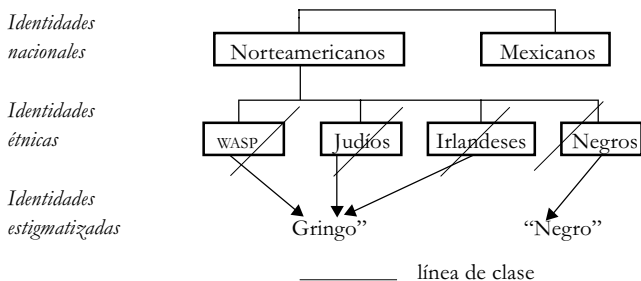 Identidades
nacionales
Norteamericanos
Mexicanos
Identidades
étnicas
WASP
Judíos
Irlandeses
Negros
Identidades
estigmatizadas
Gringo”
“Negro”
línea de clase